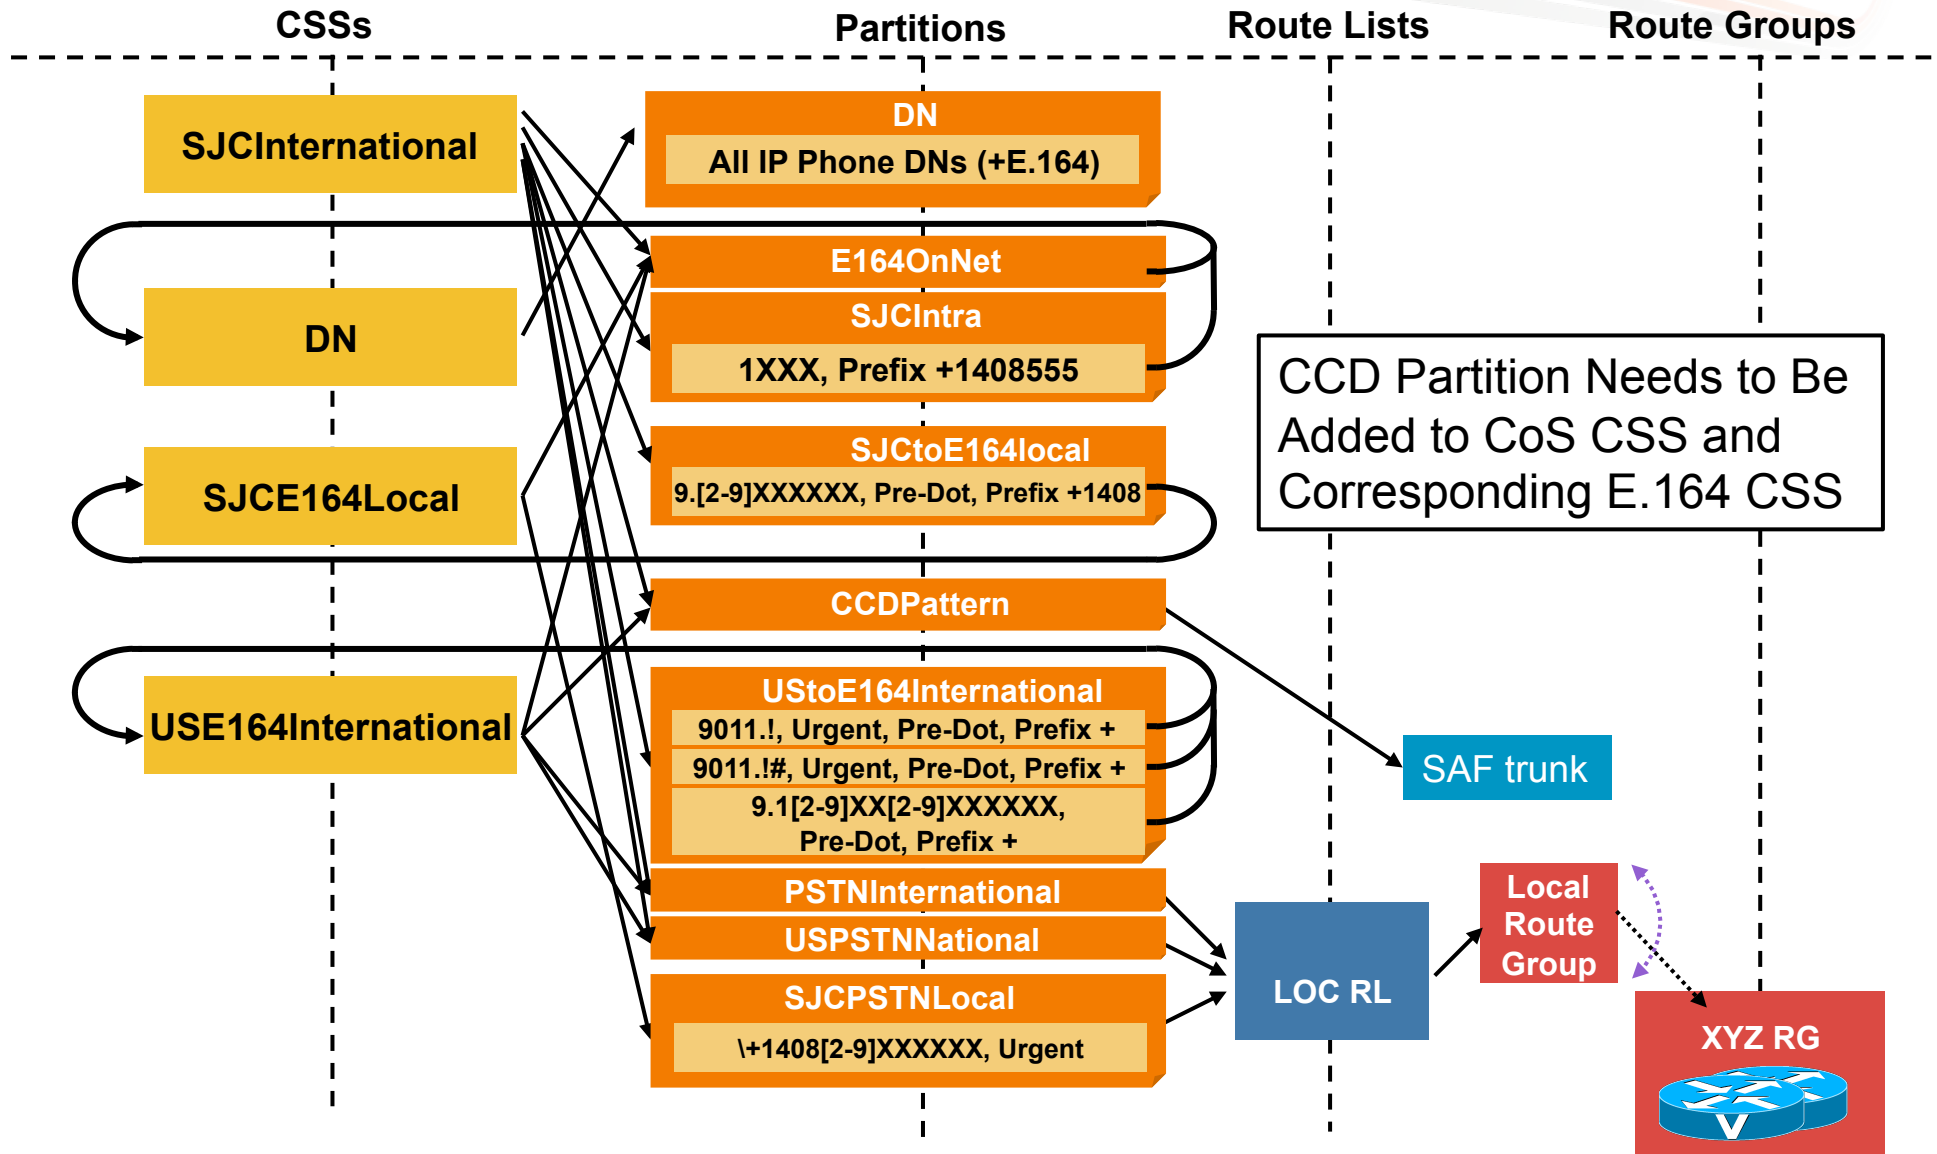 CSSs
Partitions
Route Lists
Route Groups
SJCInternational
DN
SJCE164Local
USE164International
DN
All IP Phone DNs (+E.164)
E164OnNet
SJCIntra
1XXX, Prefix +1408555
SJCtoE164local
9.[2-9]XXXXXX, Pre-Dot, Prefix +1408
CCDPattern
UStoE164International
9011.!, Urgent, Pre-Dot, Prefix +
9011.!#, Urgent, Pre-Dot, Prefix +
9.1[2-9]XX[2-9]XXXXXX,
Pre-Dot, Prefix +
PSTNInternational
USPSTNNational
SJCPSTNLocal
\+1408[2-9]XXXXXX, Urgent
CCD Partition Needs to Be
Added to CoS CSS and
Corresponding E.164 CSS
SAF trunk
LOC RL
Local
Route
Group
XYZ RG
V